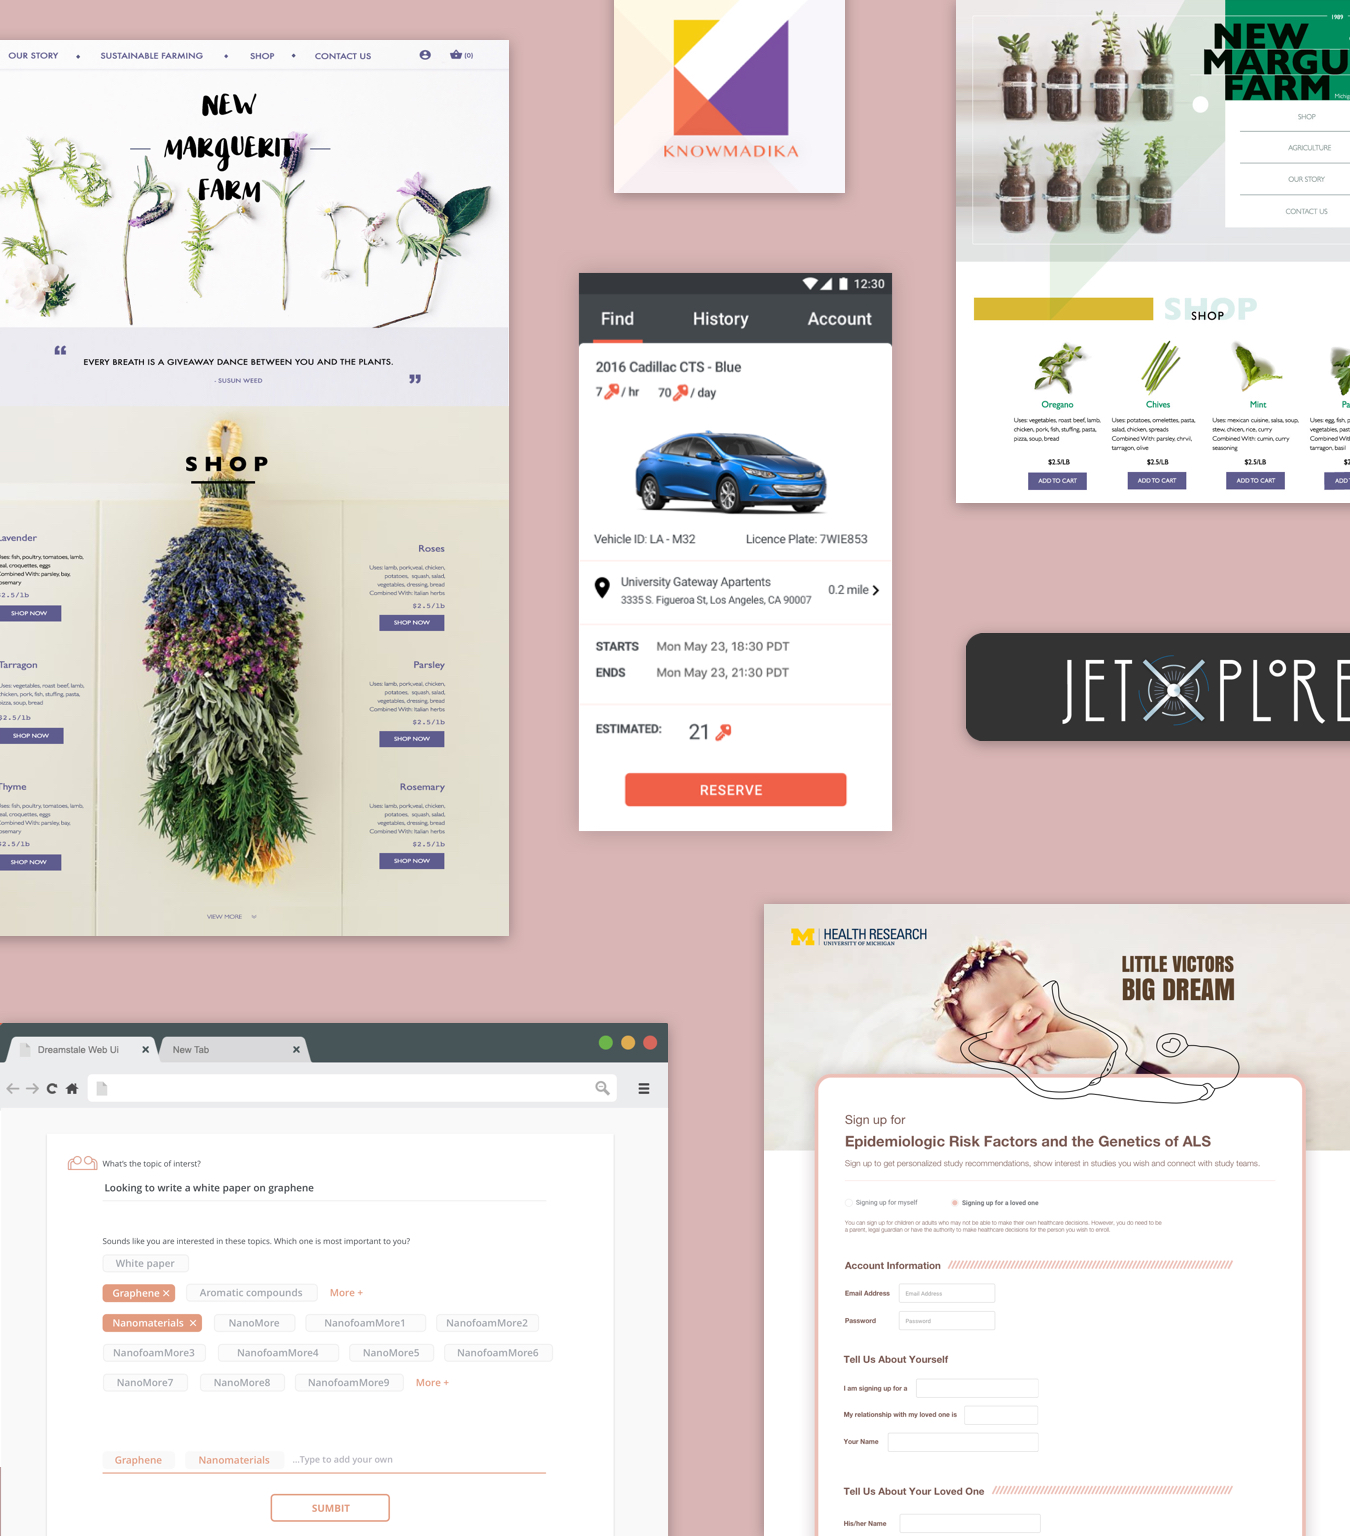 OUR STORY
SUSTAINABLE FARMING
SHOP
CONTACT US
(0)
NEW
MARGUERIT
FARM
spring
“
EVERY BREATH IS A GIVEAWAY DANCE BETWEEN YOU AND THE PLANTS.
- SUSUN WEED
”
SHOP
Lavender
Uses: fish, poultry, tomatoes, lamb,
veal, croquettes, eggs
Combined With: parsley, bay,
rosemary
$2.5/lb
SHOP NOW
Tarragon
Uses: vegetables, roast beef, lamb,
chicken, pork, fish, stuffing, pasta,
pizza, soup, bread
$2.5/lb
SHOP NOW
Thyme
Uses: fish, poultry, tomatoes, lamb,
veal, croquettes, eggs
Combined With: parsley, bay,
rosemary
$2.5/lb
SHOP NOW
Roses
Uses: lamb, pork,veal, chicken,
potatoes, squash, salad,
vegetables, dressing, bread
Combined With: Italian herbs
$2.5/lb
SHOP NOW
Parsley
Uses: lamb, pork,veal, chicken,
potatoes, squash, salad,
vegetables, dressing, bread
Combined With: Italian herbs
$2.5/lb
SHOP NOW
Rosemary
Uses: lamb, pork,veal, chicken,
potatoes, squash, salad,
vegetables, dressing, bread
Combined With: Italian herbs
$2.5/lb
SHOP NOW
VIEW MORE
KNOWMADIKA
12:30
Find
History
Account
2016 Cadillac CTS - Blue
7 / hr
70 / day
Vehicle ID: LA - M32
Licence Plate: 7WIE853
University Gateway Apartents
3335 S. Figueroa St, Los Angeles, CA 90007
0.2 mile
STARTS Mon May 23, 18:30 PDT
ENDS Mon May 23, 21:30 PDT
ESTIMATED: 21
RESERVE
1989
NEW
MARGU
FARM
Michig
SHOP
AGRICULTURE
OUR STORY
CONTACT US
SHOP
SHOP
Oregano
Uses: vegetables, roast beef, lamb,
chicken, pork, fish, stuffing, pasta,
pizza, soup, bread
$2.5/LB
ADD TO CART
Chives
Uses: potatoes, omelettes, pasta,
salad, chicken, spreads
Combined With: parsley, chrvil,
tarragon, olive
$2.5/LB
ADD TO CART
Mint
Uses: mexican cuisine, salsa, soup,
stew, chicen, rice, curry
Combined With: cumin, curry
seasoning
$2.5/LB
ADD TO CART
Pa
Uses: egg, fish, p
vegetables, past
Combined With
tarragon, basil
$2
ADD T
JETXPLORE
HEALTH RESEARCH
UNIVERSITY OF MICHIGAN
LITTLE VICTORS
BIG DREAM
Sign up for
Epidemiologic Risk Factors and the Genetics of ALS
Sign up to get personalized study recommendations, show interest in studies you wish and connect with study teams.
Signing up for myself
Signing up for a loved one
You can sign up for children or adults who may not be able to make their own healthcare decisions. However, you do need to be
a parent, legal guardian or have the authority to make healthcare decisions for the person you wish to enroll.
Account Information
Email Address
Email Address
Password
Password
Tell Us About Yourself
I am signing up for a
My relationship with my loved one is
Your Name
Tell Us About Your Loved One
His/her Name
Dreamstale Web Ui
New Tab
What's the topic of interst?
Looking to write a white paper on graphene
Sounds like you are interested in these topics. Which one is most important to you?
White paper
Graphene ×
Aromatic compounds
More +
Nanomaterials ×
NanoMore
NanofoamMore1
NanofoamMore2
NanofoamMore3
NanofoamMore4
NanoMore5
NanofoamMore6
NanoMore7
NanoMore8
NanofoamMore9
More +
Graphene
Nanomaterials
...Type to add your own
SUMBIT